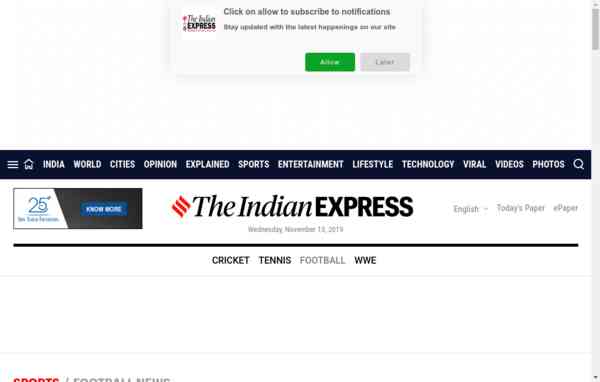 Click on allow to subscribe to notifications
The Indian
EXPRESS
Stay updated with the latest happenings on our site
Allow
Later
INDIA WORLD CITIES OPINION EXPLAINED SPORTS ENTERTAINMENT LIFESTYLE TECHNOLOGY VIRAL VIDEOS PHOTOS
25
KNOW MORE
The Indian EXPRESS
English
Today's Paper
ePaper
Wednesday, November 13, 2019
CRICKET TENNIS FOOTBALL WWE
SPORTS / FOOTBALL NEWS